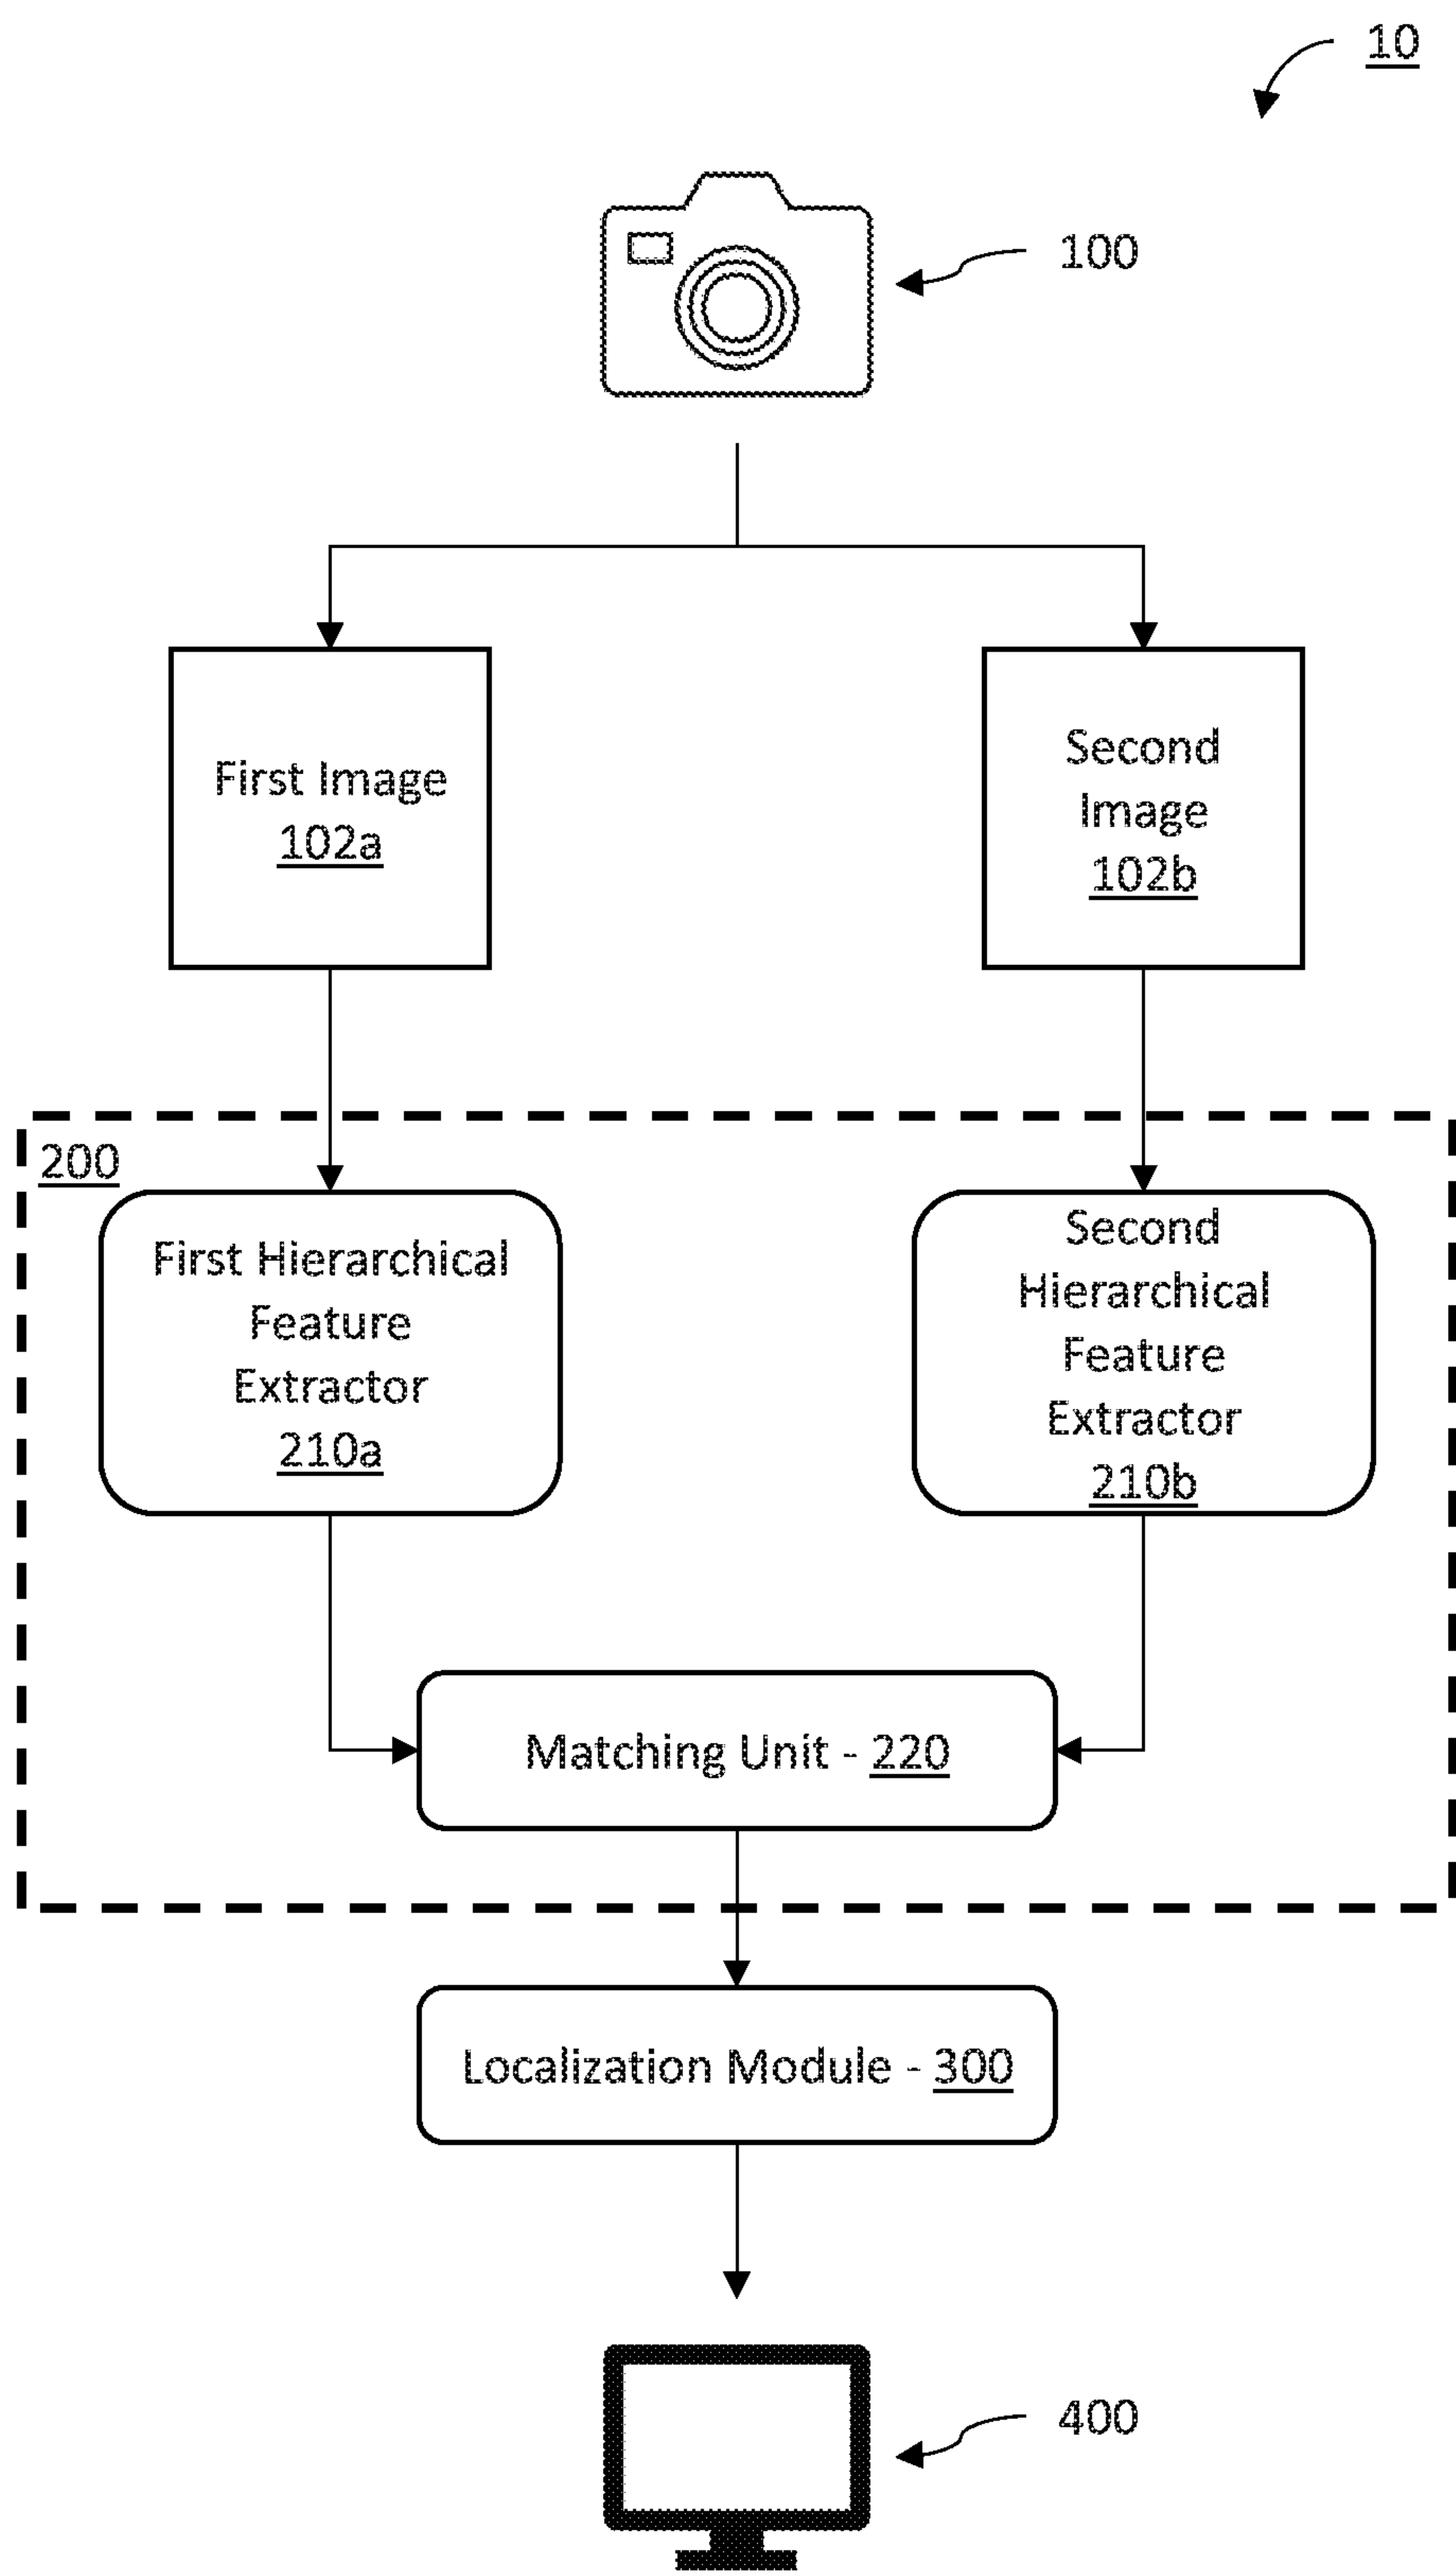 10
100
First Image
102a
Second
Image
102b
200
First Hierarchical
Feature
Extractor
210a
Second
Hierarchical
Feature
Extractor
210b
Matching Unit - 220
Localization Module - 300
400